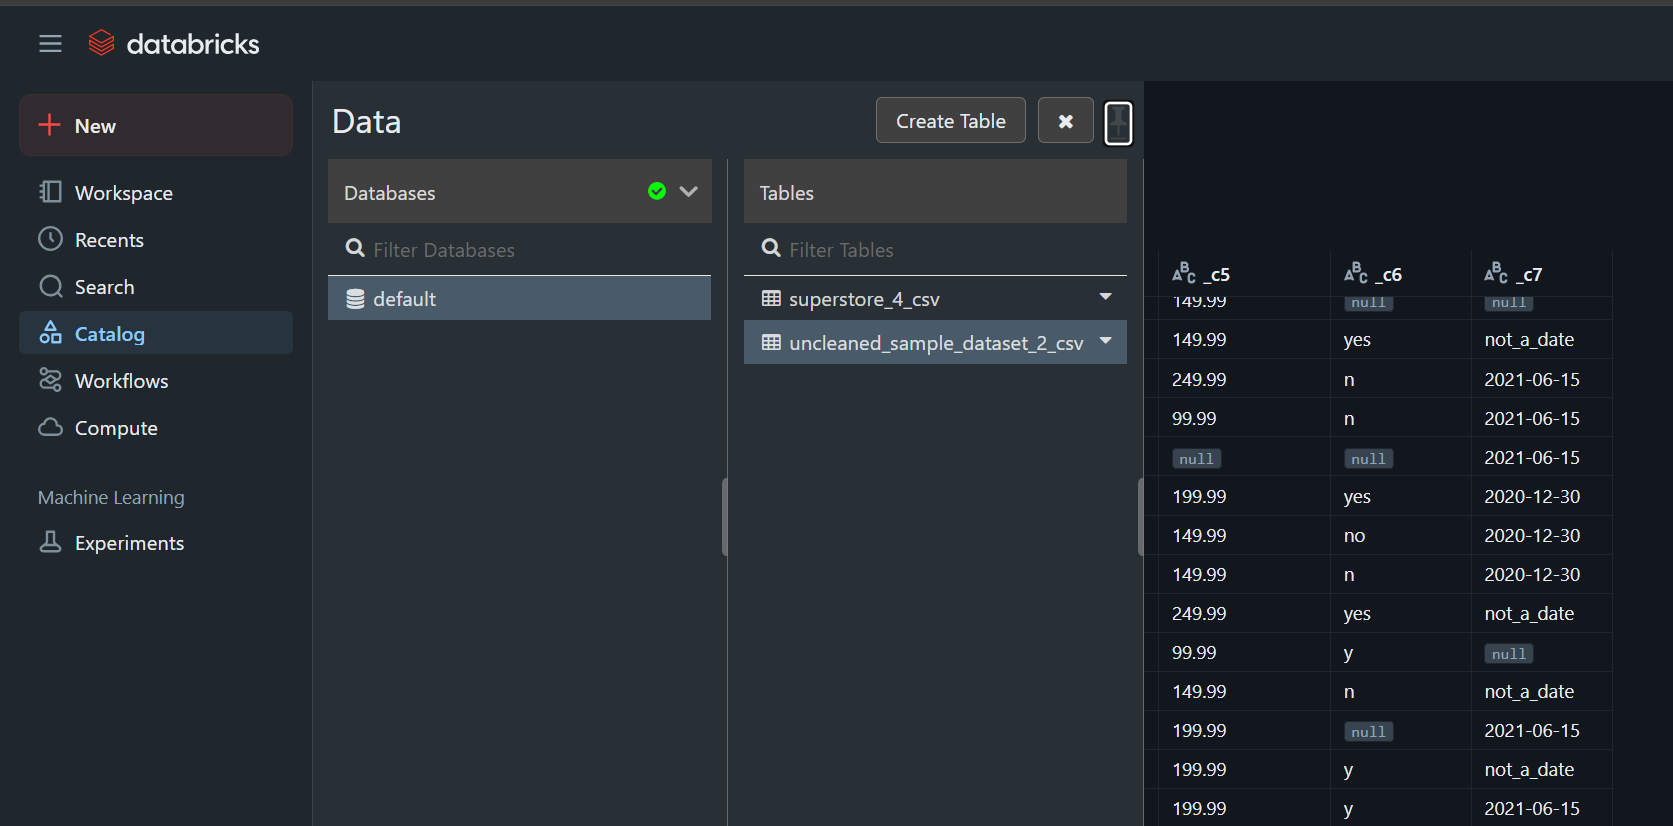 databricks
New
Workspace
Recents
Search
Catalog
Workflows
Compute
Machine Learning
Experiments
Data
Create Table
Databases
Filter Databases
default
Tables
Filter Tables
superstore_4_csv
uncleaned_sample_dataset_2_csv
ABC _c5 ABC _c6 ABC _c7
149.99 null null
149.99 yes not_a_date
249.99 n 2021-06-15
99.99 n 2021-06-15
null null 2021-06-15
199.99 yes 2020-12-30
149.99 no 2020-12-30
149.99 n 2020-12-30
249.99 yes not_a_date
99.99 y null
149.99 n not_a_date
199.99 null 2021-06-15
199.99 y not_a_date
199.99 y 2021-06-15